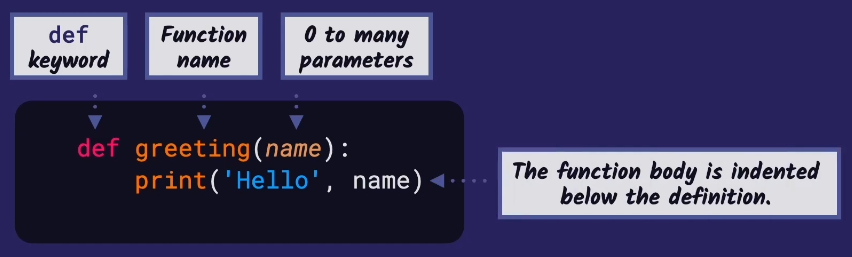 def
keyword
Function
name
0 to many
parameters
def greeting(name):
    print('Hello', name)
The function body is indented
below the definition.